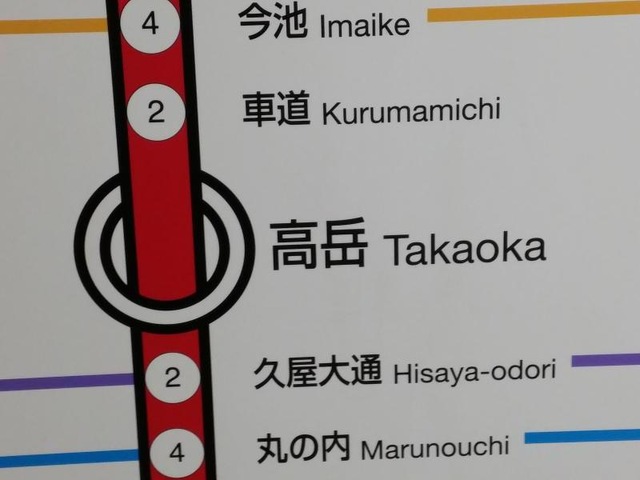 4 今池 Imaike
2 車道 Kurumamichi
高岳 Takaoka
2 久屋大通 Hisaya-odori
4 丸の内 Marunouchi